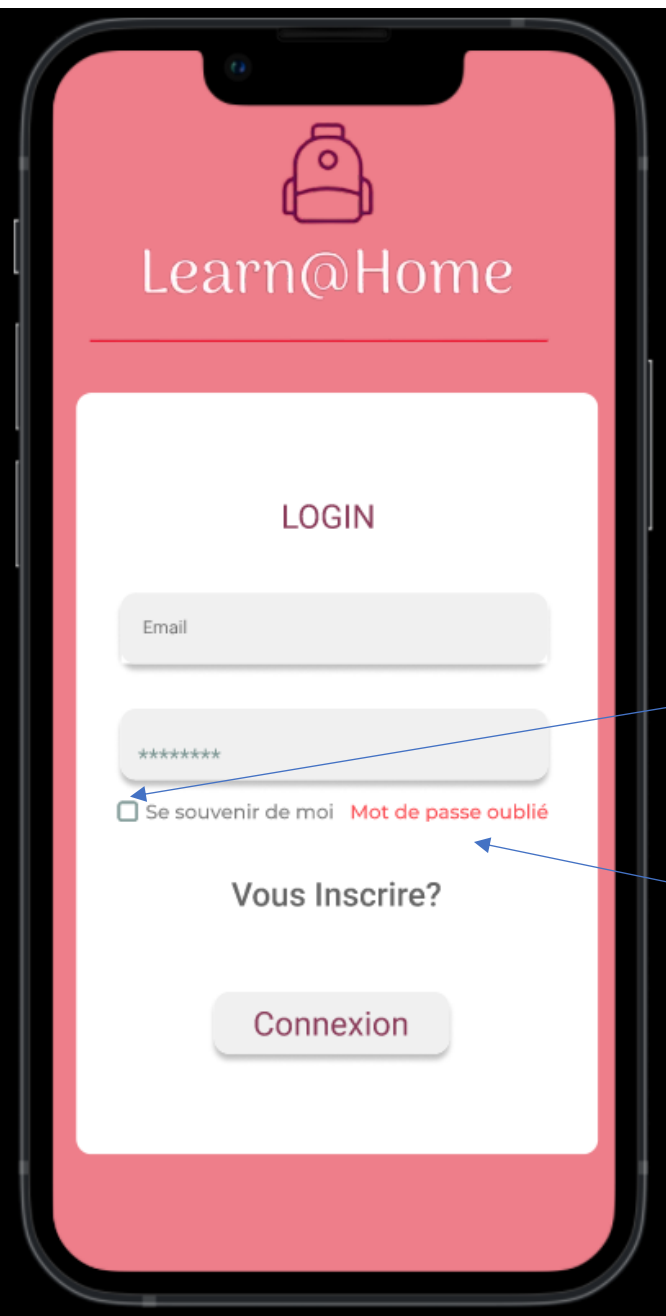 Learn@Home
LOGIN
Email
********
Se souvenir de moi Mot de passe oublié
Vous Inscrire?
Connexion